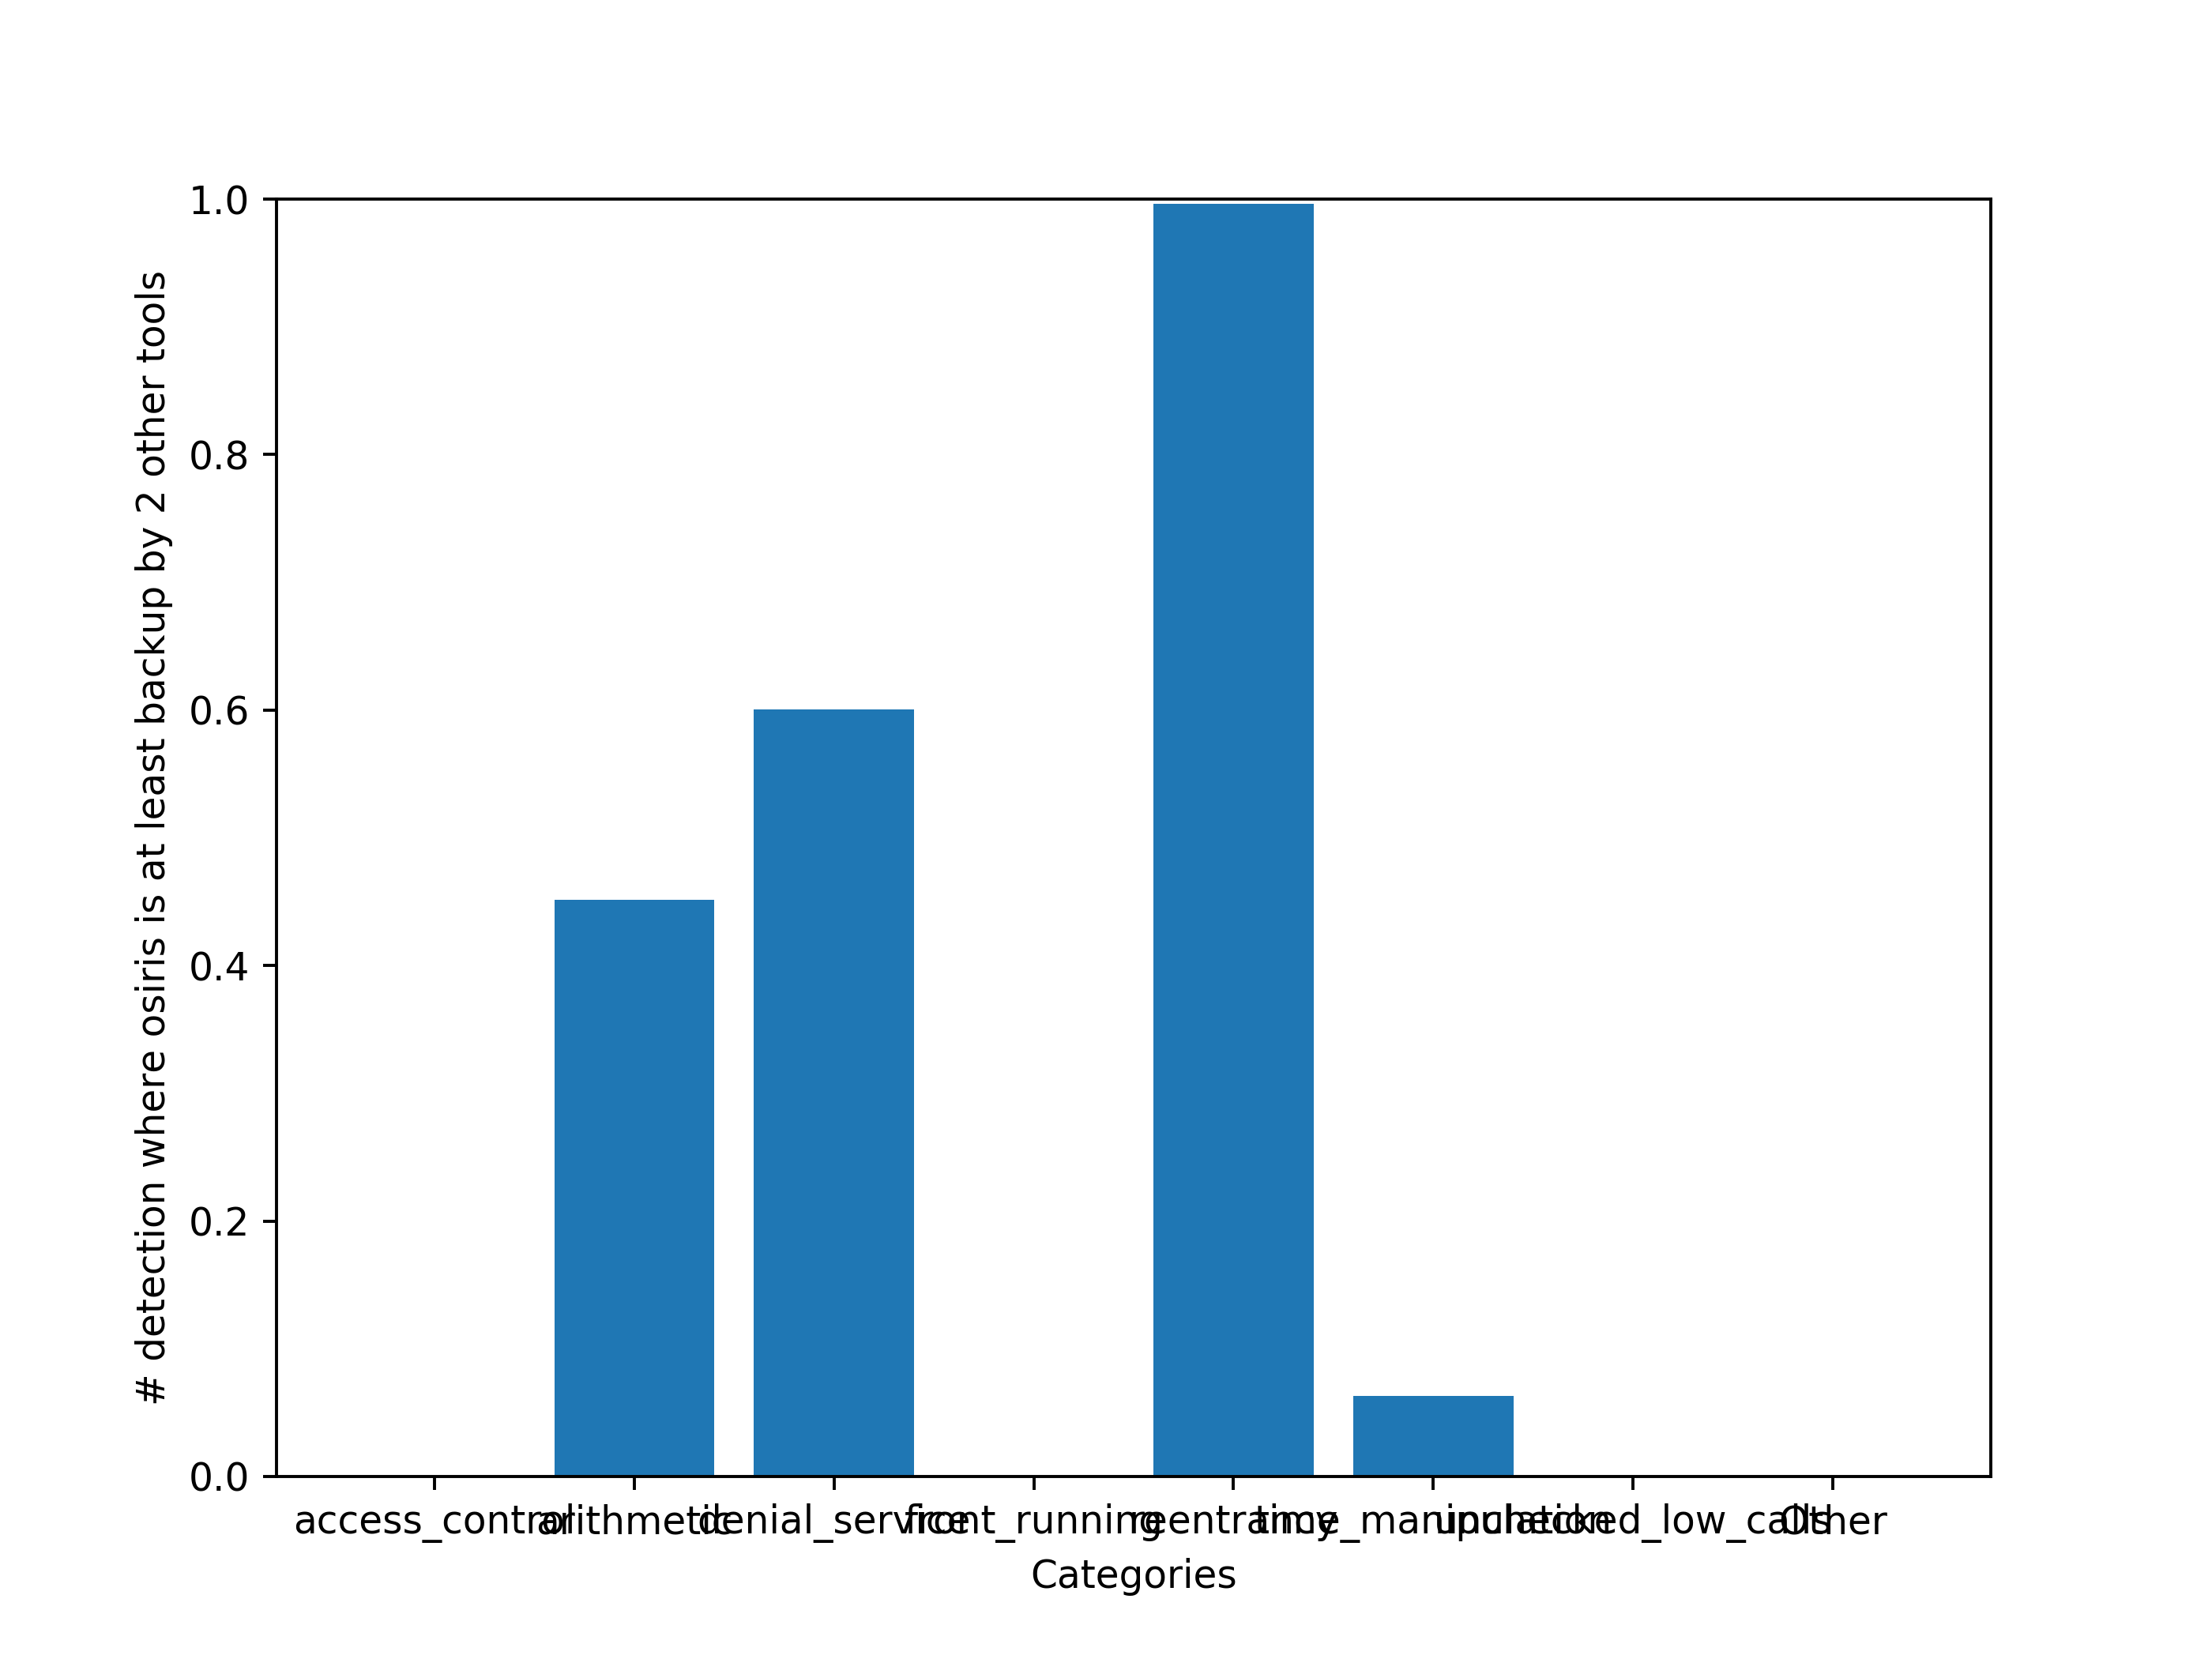 # detection where osiris is at least backup by 2 other tools
1.0
0.8
0.6
0.4
0.2
0.0
access_control
arithmetic
denial_service
front_running
reentrancy
time_manipulation
unchecked_low_calls
Other
Categories